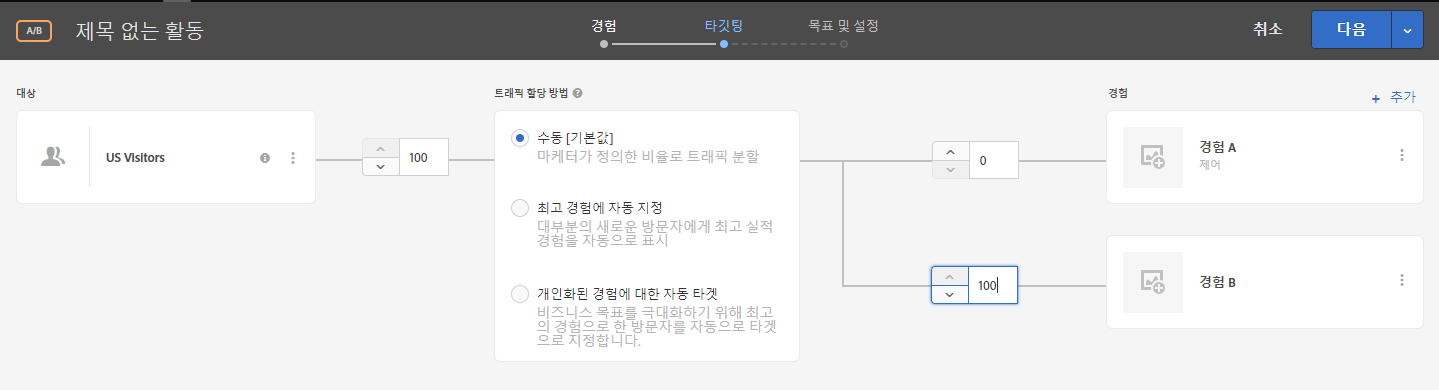 A/B
제목 없는 활동
경험
타깃팅
목표 및 설정
취소
다음
대상
트래픽 할당 방법
경험
+ 추가
US Visitors
100
수동 [기본값]
마케터가 정의한 비율로 트래픽 분할
최고 경험에 자동 지정
대부분의 새로운 방문자에게 최고 실적
경험을 자동으로 표시
개인화된 경험에 대한 자동 타겟
비즈니스 목표를 극대화하기 위해 최고
의 경험으로 한 방문자를 자동으로 타겟
으로 지정합니다.
0
경험 A
제어
100
경험 B